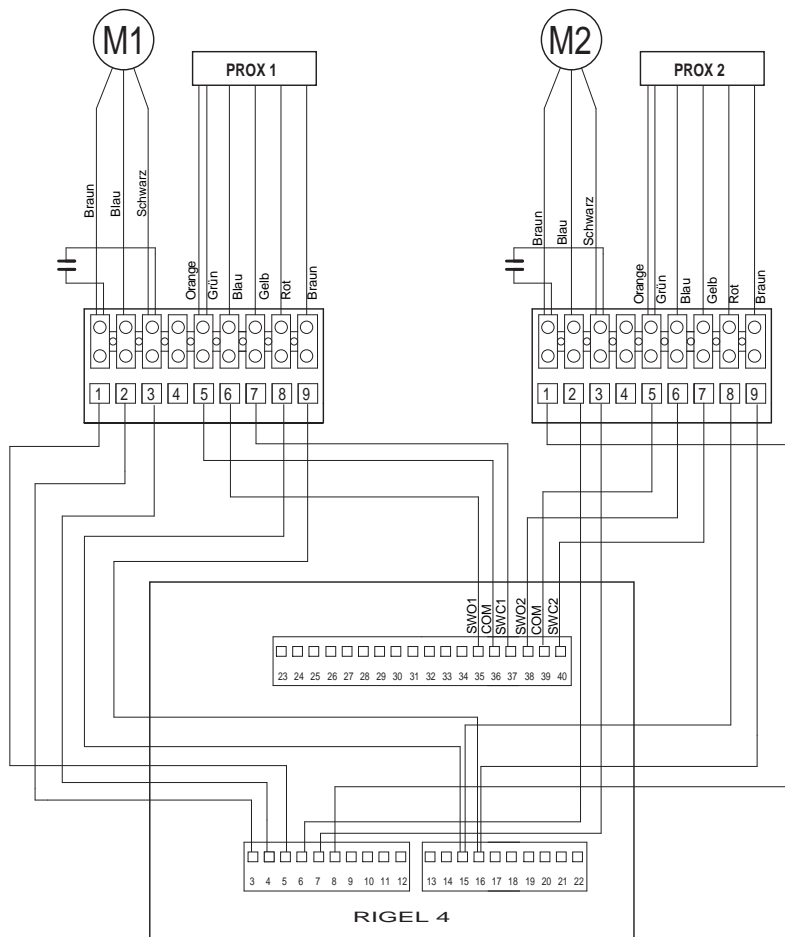 M1
M2
PROX 1
PROX 2
Braun
Blau
Schwarz
Orange
Grün
Blau
Gelb
Rot
Braun
Braun
Blau
Schwarz
Orange
Grün
Blau
Gelb
Rot
Braun
1 2 3 4 5 6 7 8 9
1 2 3 4 5 6 7 8 9
SWO1
COM
SWC1
SWO2
COM
SWC2
23 24 25 26 27 28 29 30 31 32 33 34 35 36 37 38 39 40
3 4 5 6 7 8 9 10 11 12
13 14 15 16 17 18 19 20 21 22
RIGEL 4